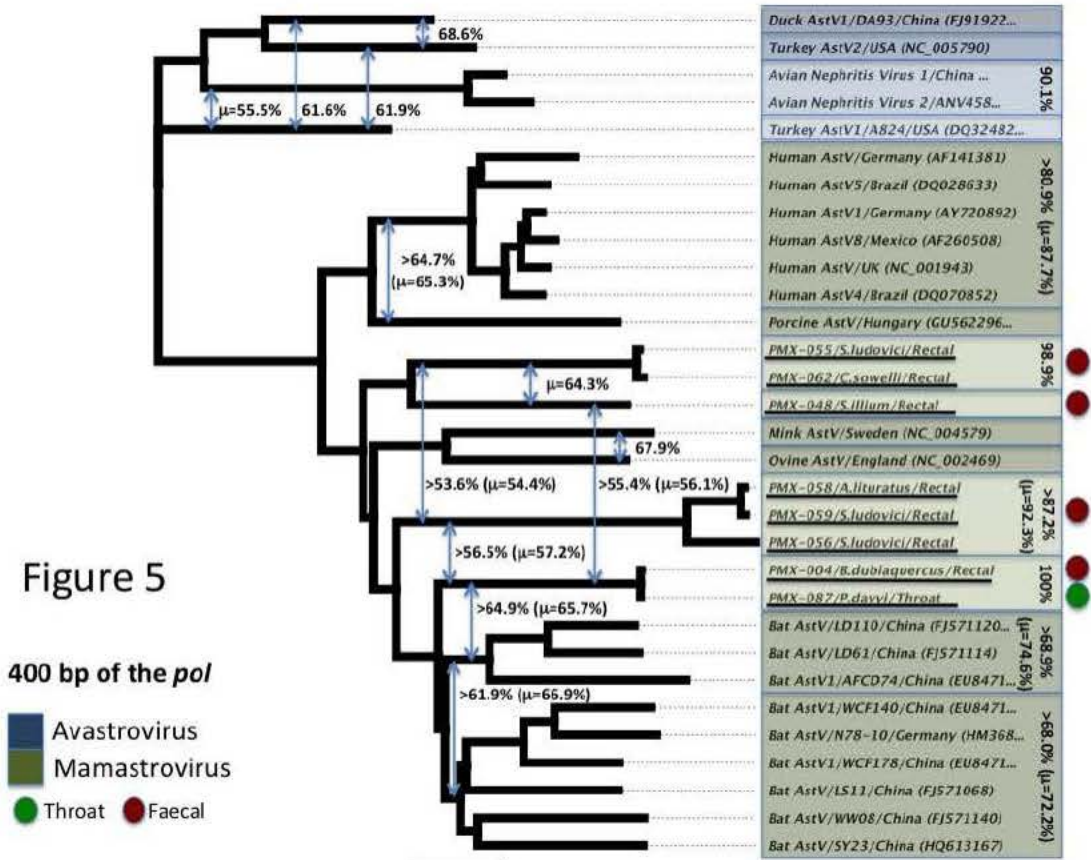 Duck AstV1/DA93/China (FJ91922...
68.6%
Turkey AstV2/USA (NC_005790)
Avian Nephritis Virus 1/China ...
90.1%
Avian Nephritis Virus 2/ANV458...
μ=55.5%
61.6%
61.9%
Turkey AstV1/A824/USA (DQ32482...
Human AstV/Germany (AF141381)
Human AstV5/Brazil (DQ028633)
Human AstV1/Germany (AY720892)
>80.9% (μ=87.7%)
Human AstV8/Mexico (AF260508)
>64.7%
(μ=65.3%)
Human AstV/UK (NC_001943)
Human AstV4/Brazil (DQ070852)
Porcine AstV/Hungary (GU562296...
PMX-055/S.ludovici/Rectal
98.9%
PMX-062/C.sowelli/Rectal
μ=64.3%
PMX-048/S.illium/Rectal
Mink AstV/Sweden (NC_004579)
67.9%
Ovine AstV/England (NC_002469)
>53.6% (μ=54.4%)
>55.4% (μ=56.1%)
PMX-058/A.lituratus/Rectal
>87.2%
(μ=92.3%)
PMX-059/S.ludovici/Rectal
PMX-056/S.ludovici/Rectal
>56.5% (μ=57.2%)
Figure 5
PMX-004/B.dubiaquercus/Rectal
100%
PMX-087/P.davyi/Throat
>64.9% (μ=65.7%)
Bat AstV/LD110/China (FJ571120...
>68.9%
(μ=74.6%)
Bat AstV/LD61/China (FJ571114)
Bat AstV1/AFCD74/China (EU8471...
>61.9% (μ=66.9%)
400 bp of the pol
Bat AstV1/WCF140/China (EU8471...
Bat AstV/N78-10/Germany (HM368...
>68.0% (μ=72.2%)
Avastrovirus
Bat AstV1/WCF178/China (EU8471...
Mamastrovirus
Bat AstV/LS11/China (FJ571068)
Throat
Faecal
Bat AstV/WW08/China (FJ571140)
Bat AstV/SY23/China (HQ613167)